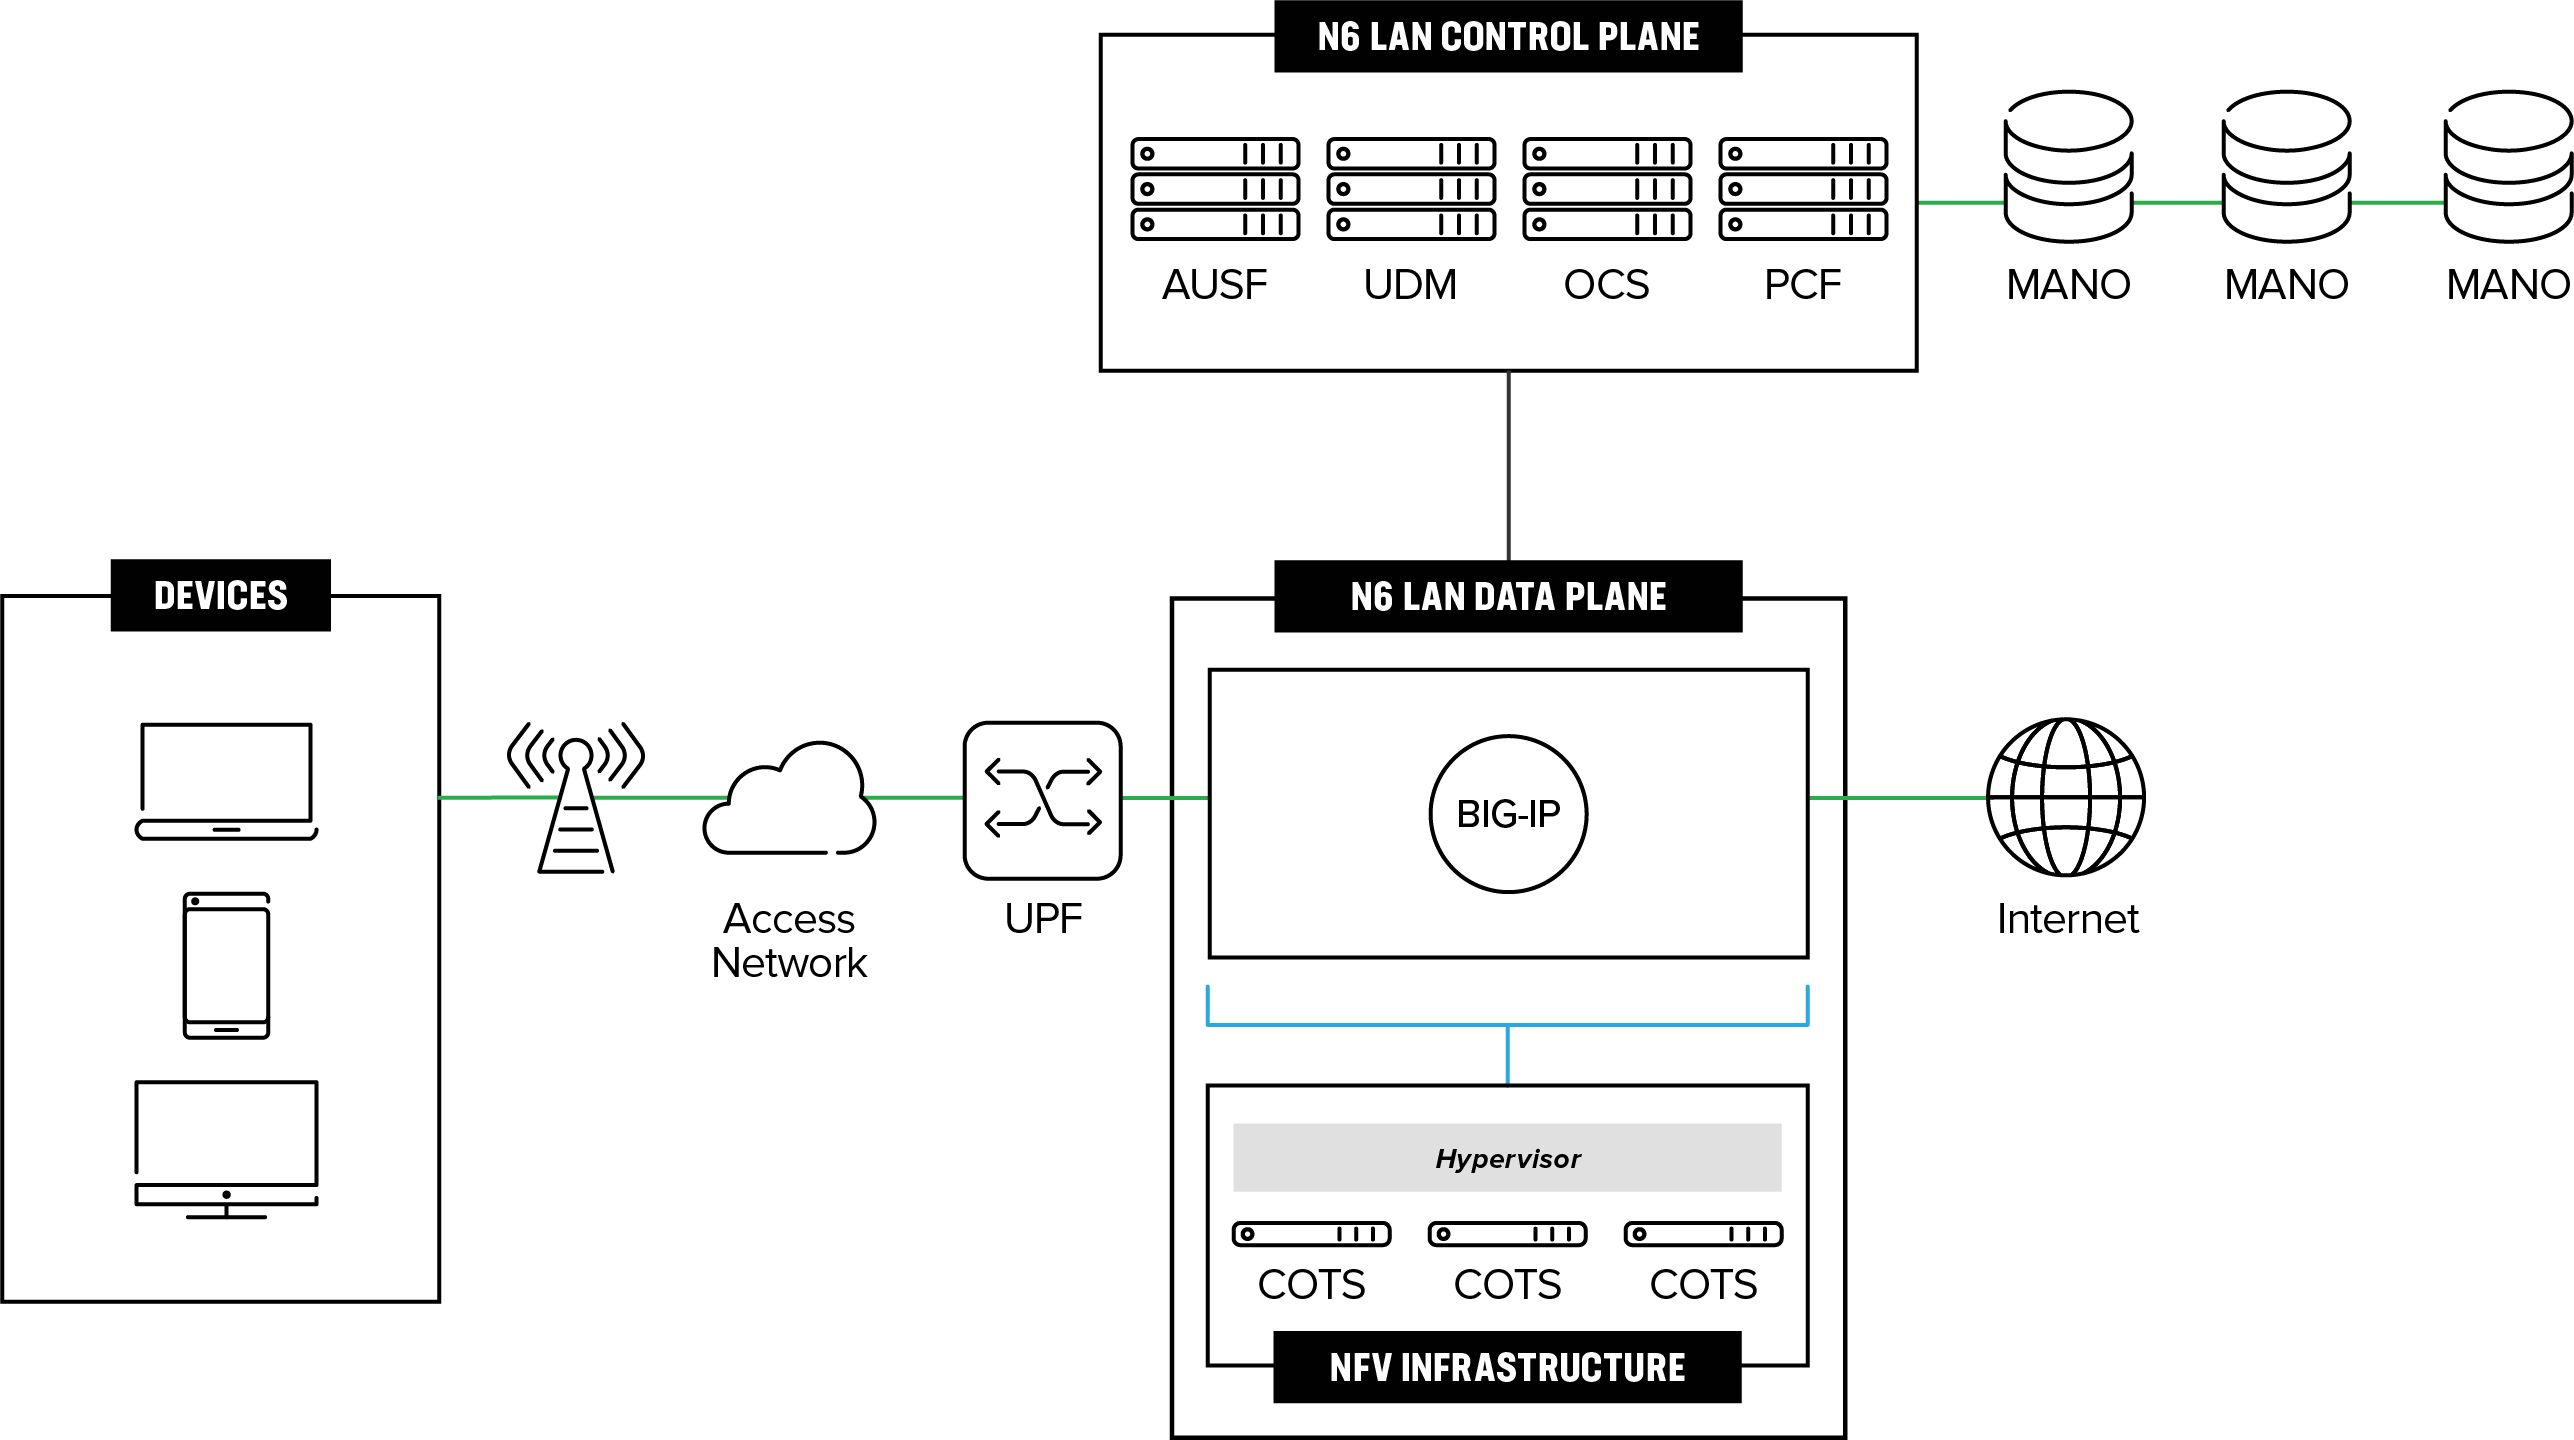 N6 LAN CONTROL PLANE
AUSF
UDM
OCS
PCF
MANO
MANO
MANO
DEVICES
Access
Network
UPF
N6 LAN DATA PLANE
BIG-IP
Internet
Hypervisor
COTS
COTS
COTS
NFV INFRASTRUCTURE